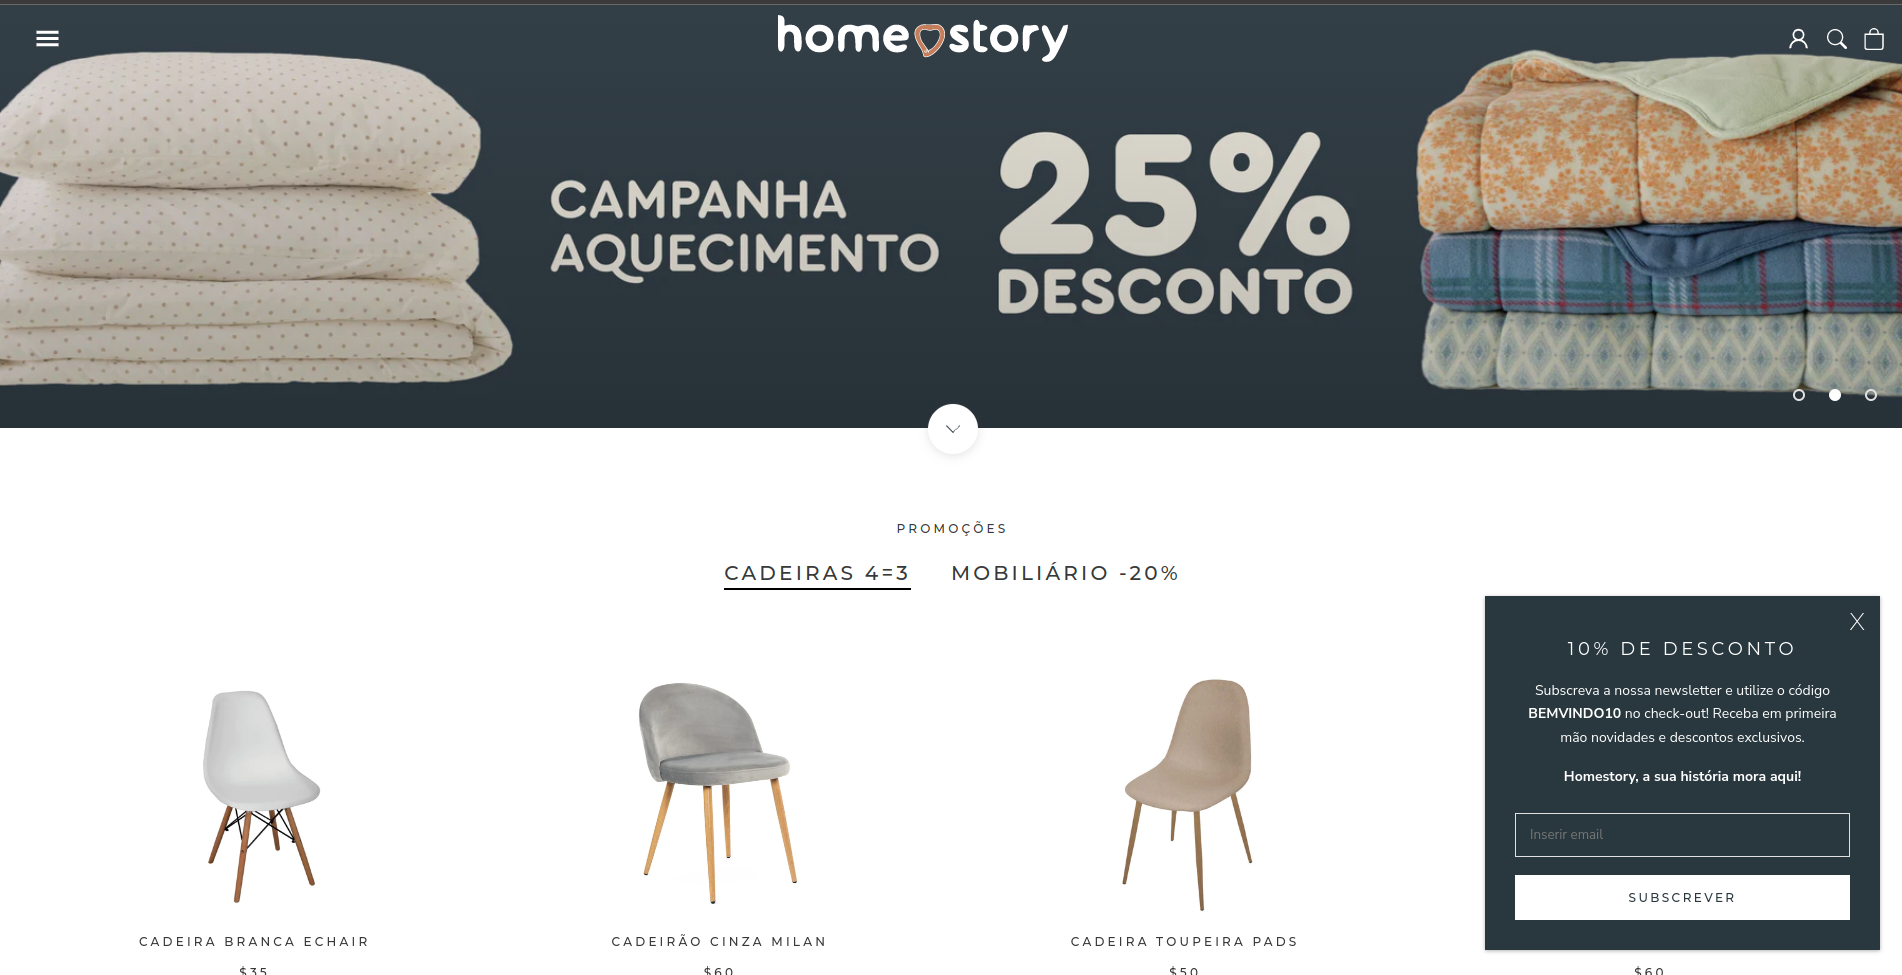 home story
CAMPANHA
AQUECIMENTO
25%
DESCONTO
PROMOÇÕES
CADEIRAS 4=3
MOBILIÁRIO -20%
CADEIRA BRANCA ECHAIR
$35
CADEIRÃO CINZA MILAN
$60
CADEIRA TOUPEIRA PADS
$50
$60
X
10% DE DESCONTO
Subscreva a nossa newsletter e utilize o código
BEMVINDO10 no check-out! Receba em primeira
mão novidades e descontos exclusivos.
Homestory, a sua história mora aqui!
Inserir email
SUBSCREVER